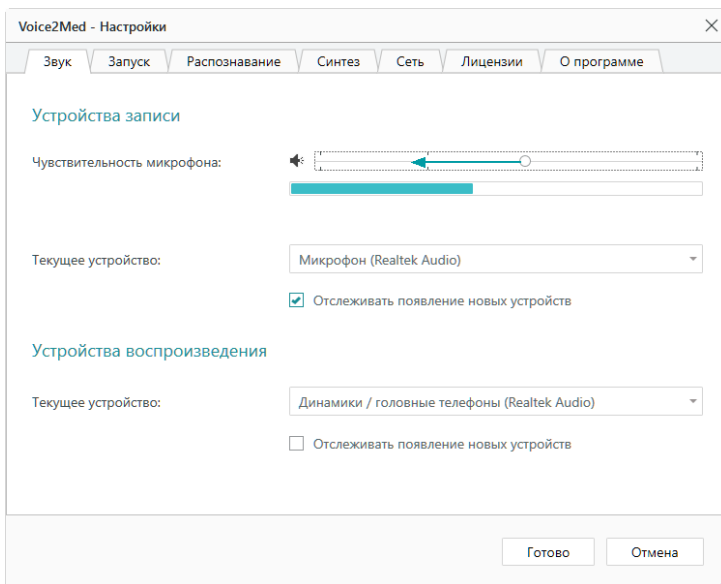 Voice2Med - Настройки
Звук Запуск Распознавание Синтез Сеть Лицензии О программе
Устройства записи
Чувствительность микрофона:
Текущее устройство: Микрофон (Realtek Audio)
Отслеживать появление новых устройств
Устройства воспроизведения
Текущее устройство: Динамики / головные телефоны (Realtek Audio)
Отслеживать появление новых устройств
Готово Отмена